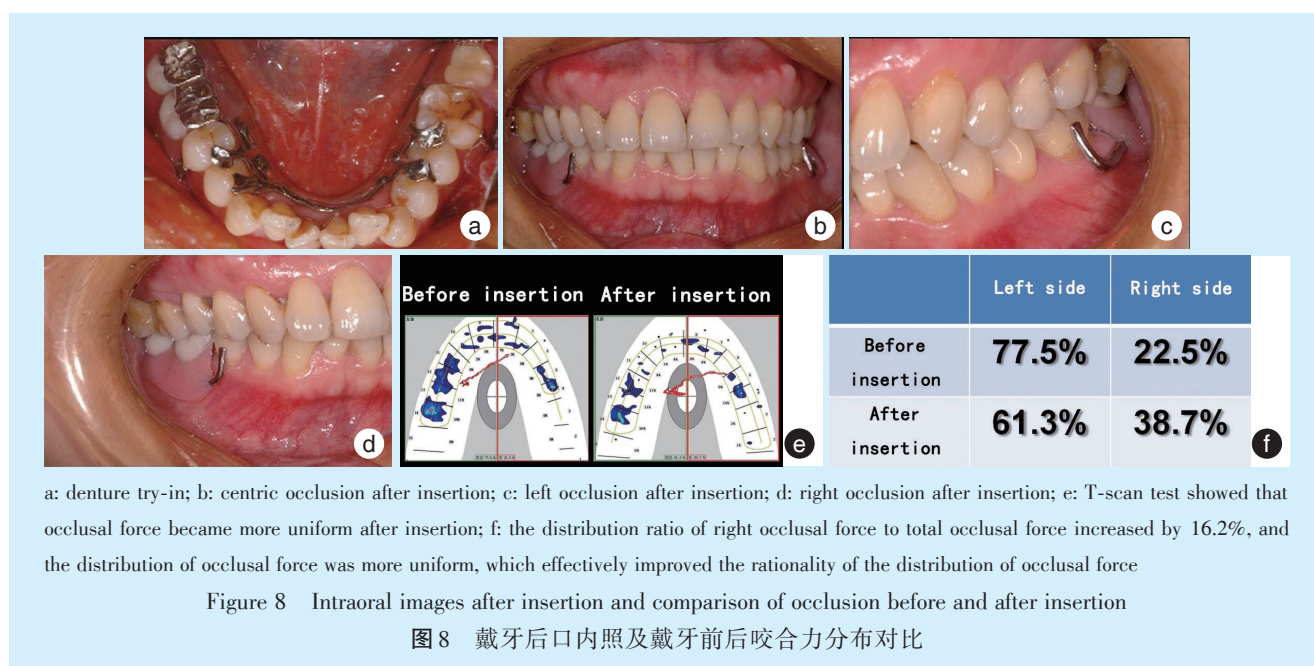 a
b
c
d
Before insertion After insertion
e
Left side Right side
Before insertion 77.5% 22.5%
After insertion 61.3% 38.7%
f
a: denture try-in; b: centric occlusion after insertion; c: left occlusion after insertion; d: right occlusion after insertion; e: T-scan test showed that
occlusal force became more uniform after insertion; f: the distribution ratio of right occlusal force to total occlusal force increased by 16.2%, and
the distribution of occlusal force was more uniform, which effectively improved the rationality of the distribution of occlusal force
Figure 8 Intraoral images after insertion and comparison of occlusion before and after insertion
图8 戴牙后口内照及戴牙前后咬合力分布对比